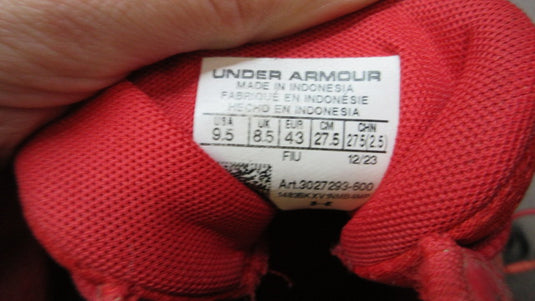 UNDER ARMOUR
MADE IN INDONESIA
FABRIQUÉ EN INDONÉSIE
HECHO EN INDONESIA
USA UK EUR CM CHN
9.5 8.5 43 27.5 275(2.5)
FIU 12/23
Art.3027293-600